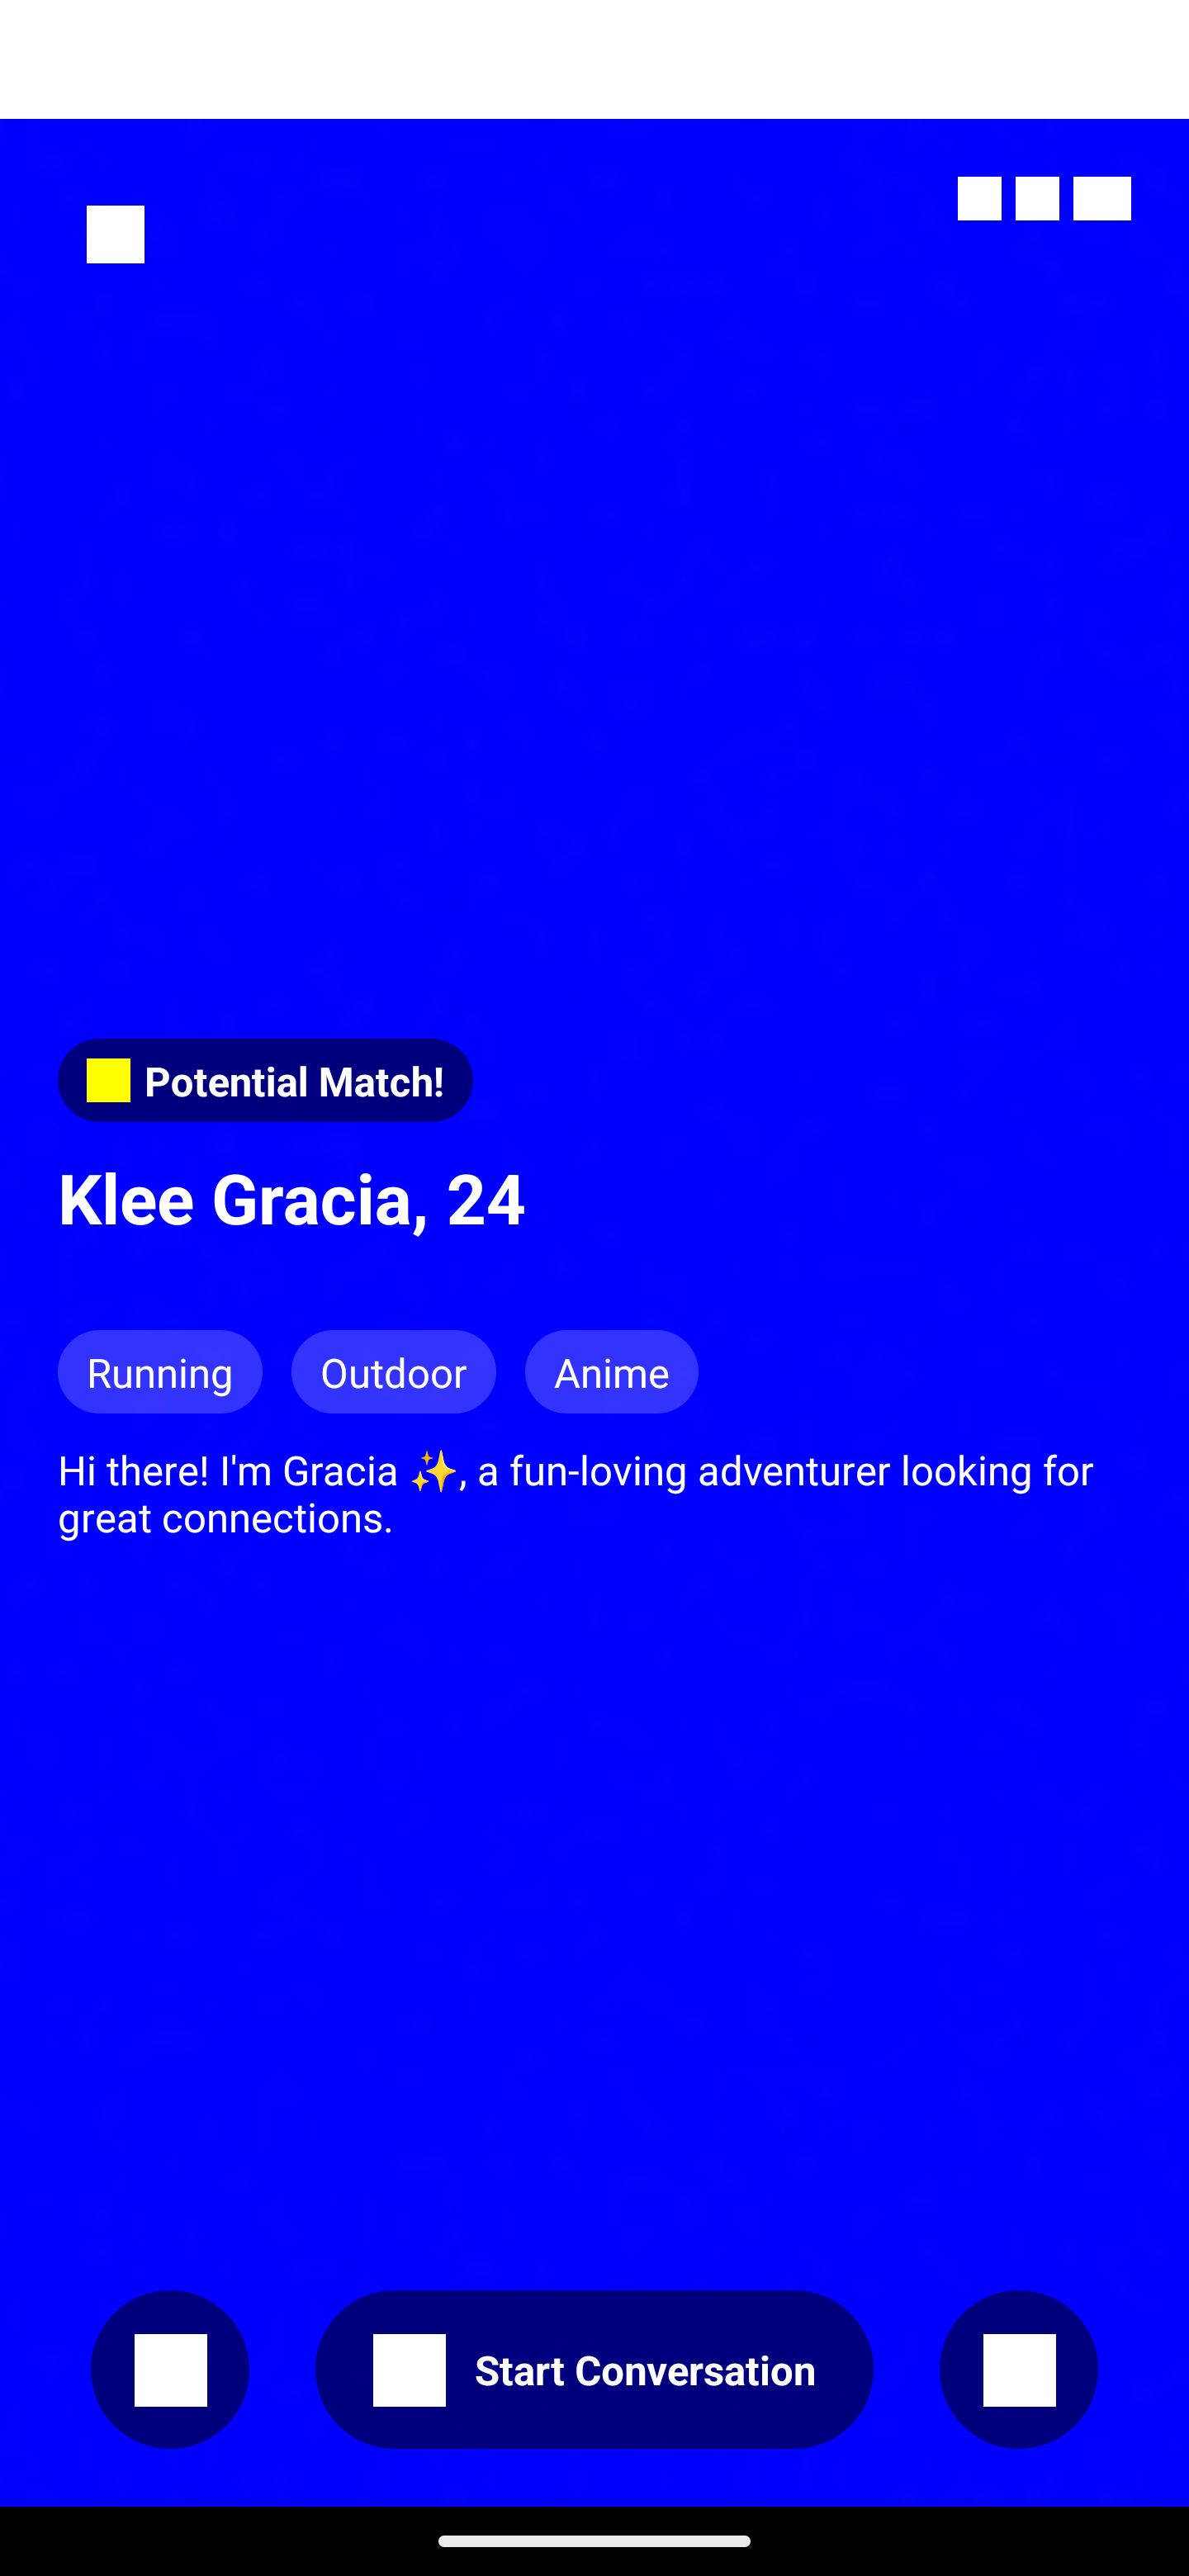 Potential Match!
Klee Gracia, 24
Running Outdoor Anime
Hi there! I'm Gracia ✨, a fun-loving adventurer looking for
great connections.
Start Conversation